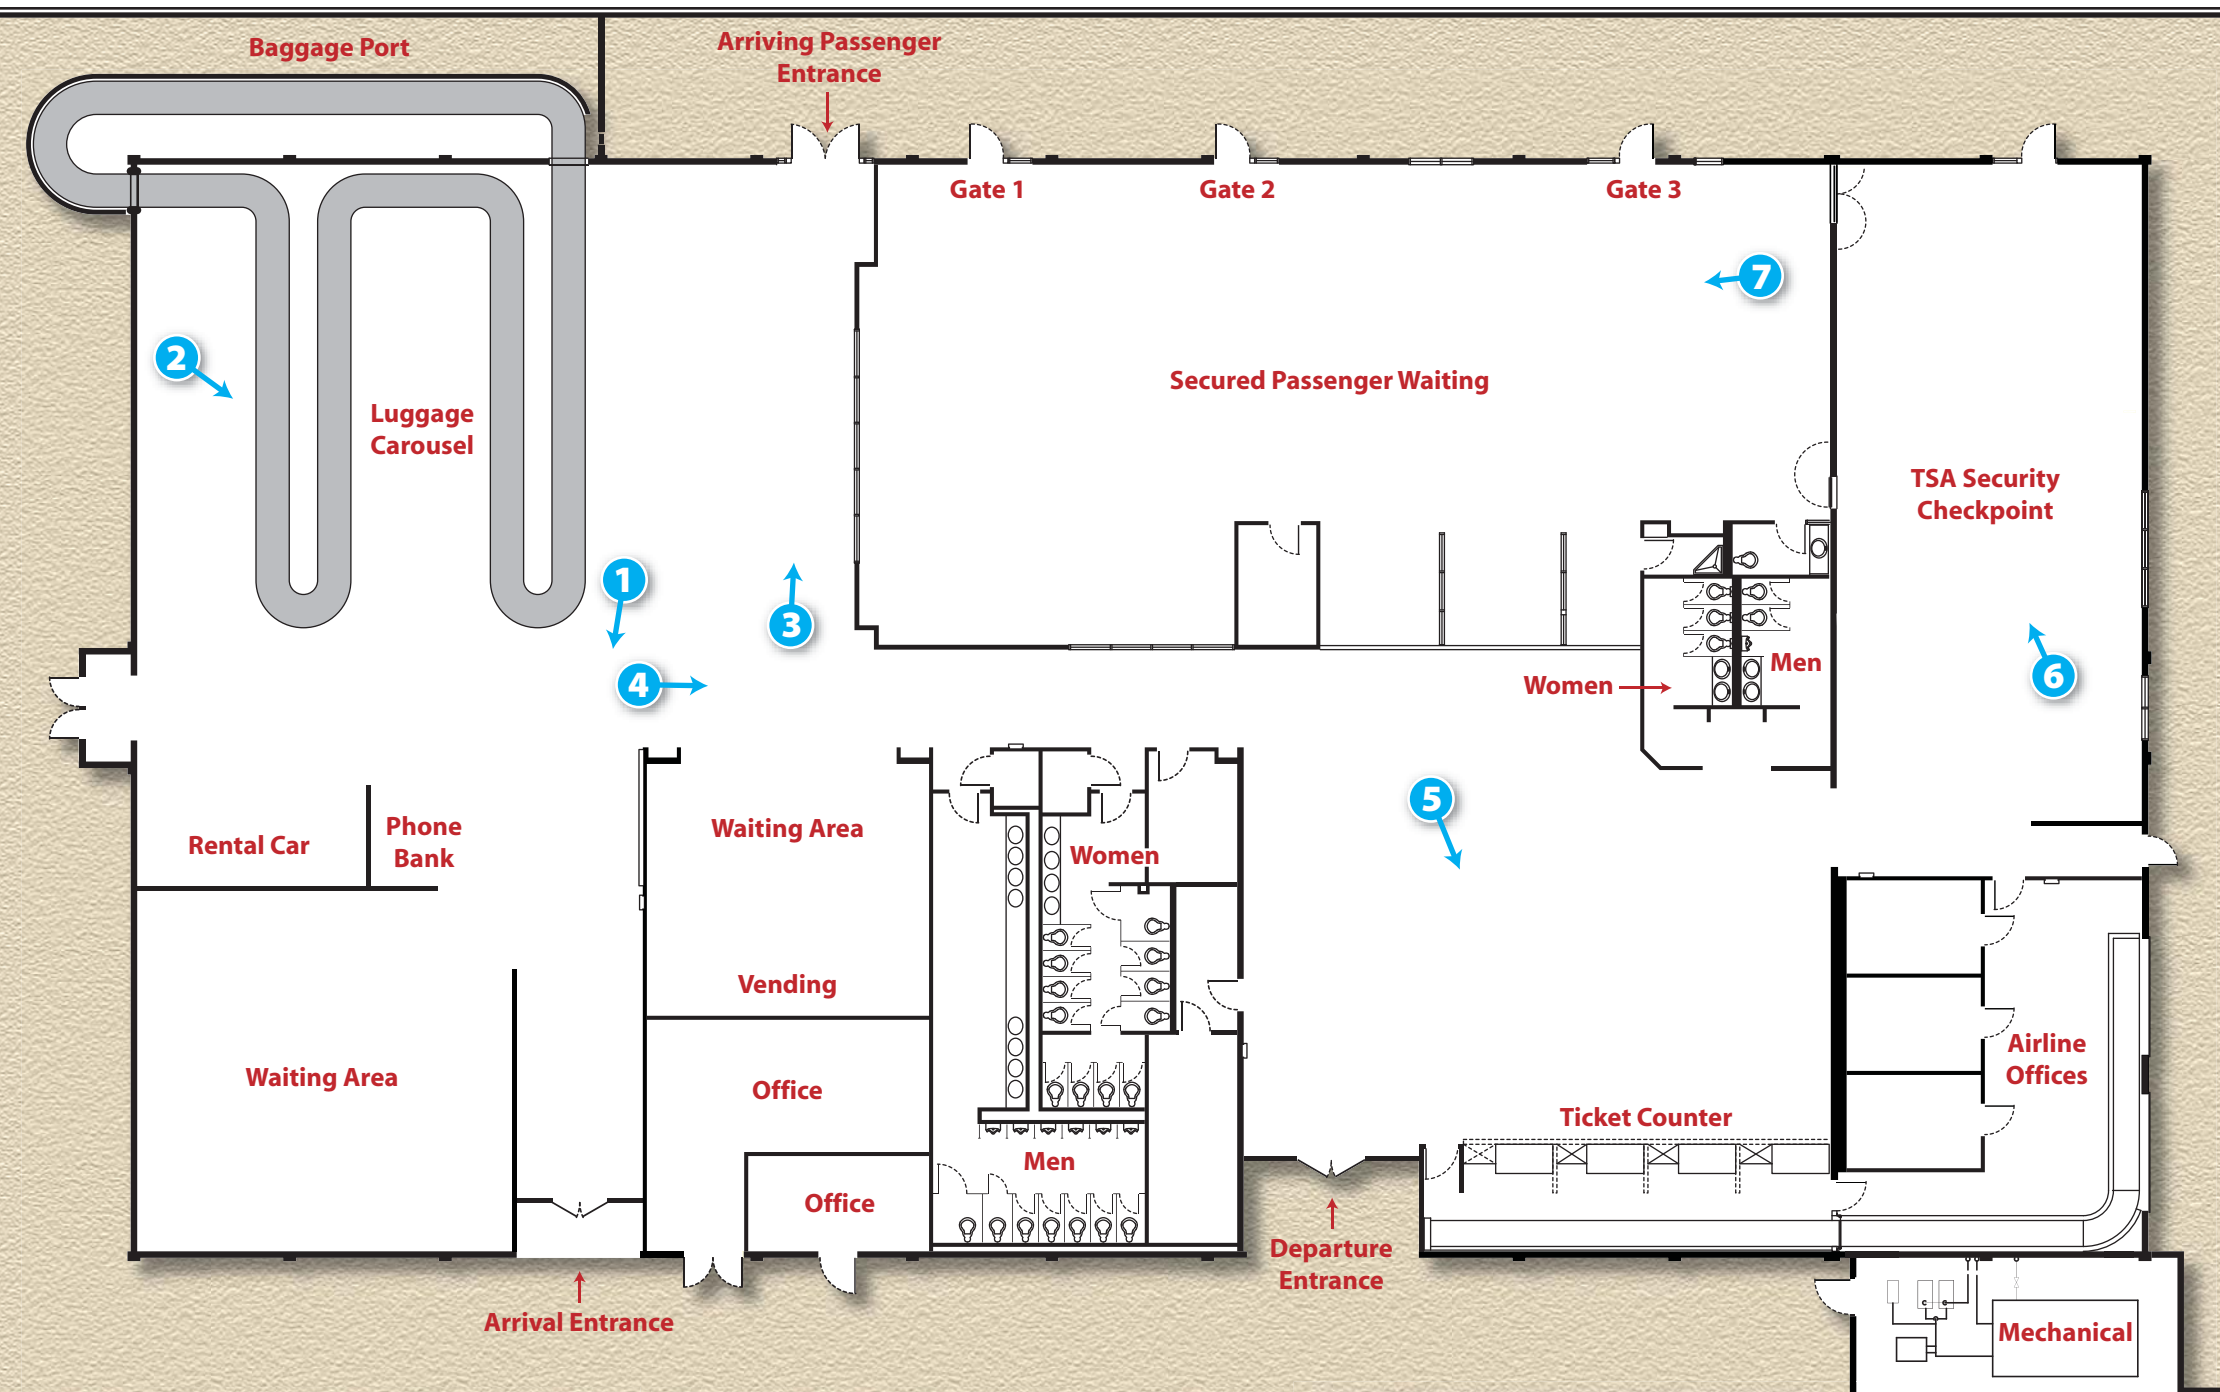 Baggage Port
Arriving Passenger
Entrance
Gate 1
Gate 2
Gate 3
7
2
Secured Passenger Waiting
Luggage
Carousel
TSA Security
Checkpoint
1
3
4
Women
Men
6
5
Rental Car
Phone
Bank
Waiting Area
Women
Vending
Waiting Area
Office
Airline
Offices
Ticket Counter
Men
Office
Departure
Entrance
Arrival Entrance
Mechanical